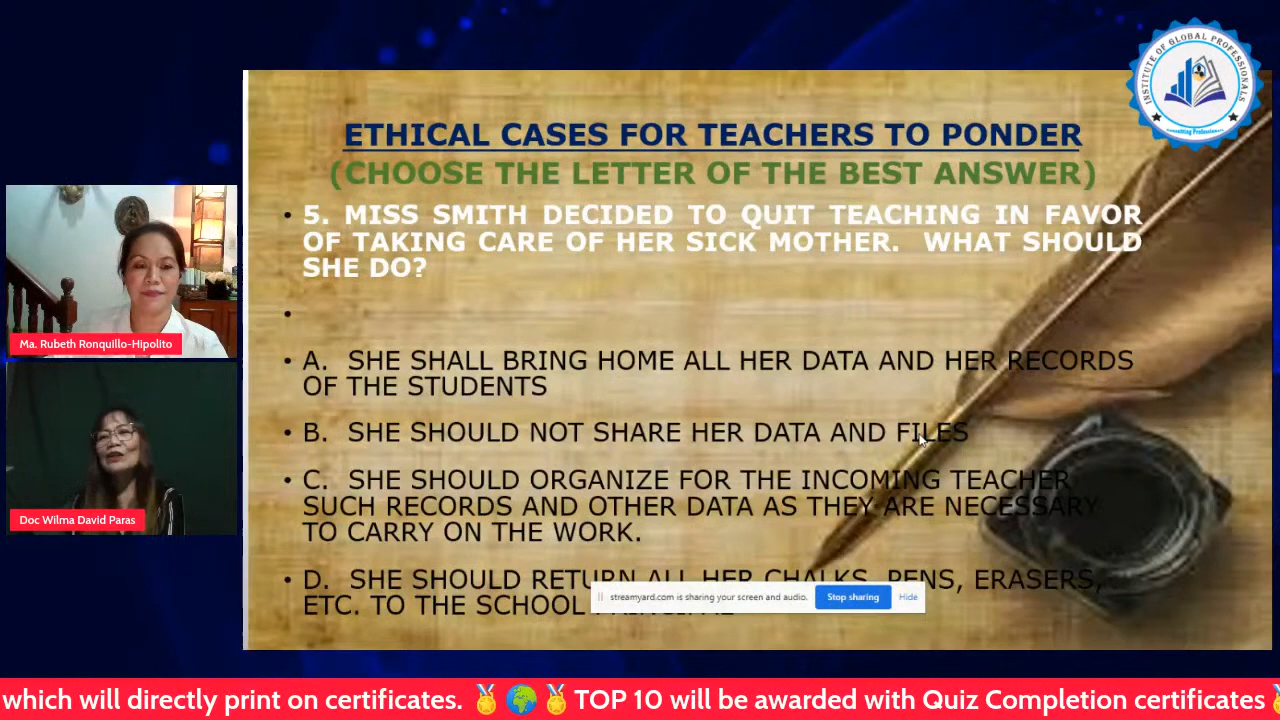 INSTITUTE OF GLOBAL PROFESSIONALS
ETHICAL CASES FOR TEACHERS TO PONDER
(CHOOSE THE LETTER OF THE BEST ANSWER)
• 5. MISS SMITH DECIDED TO QUIT TEACHING IN FAVOR
OF TAKING CARE OF HER SICK MOTHER. WHAT SHOULD
SHE DO?
•
• A. SHE SHALL BRING HOME ALL HER DATA AND HER RECORDS
OF THE STUDENTS
• B. SHE SHOULD NOT SHARE HER DATA AND FILES
• C. SHE SHOULD ORGANIZE FOR THE INCOMING TEACHER
SUCH RECORDS AND OTHER DATA AS THEY ARE NECESSARY
TO CARRY ON THE WORK.
• D. SHE SHOULD RETURN ALL HER CHALKS, PENS, ERASERS,
ETC. TO THE SCHOOL
streamyard.com is sharing your screen and audio.
Stop sharing
Hide
Ma. Rubeth Ronquillo-Hipolito
Doc Wilma David Paras
which will directly print on certificates. 🏅🌍🏅TOP 10 will be awarded with Quiz Completion certificates